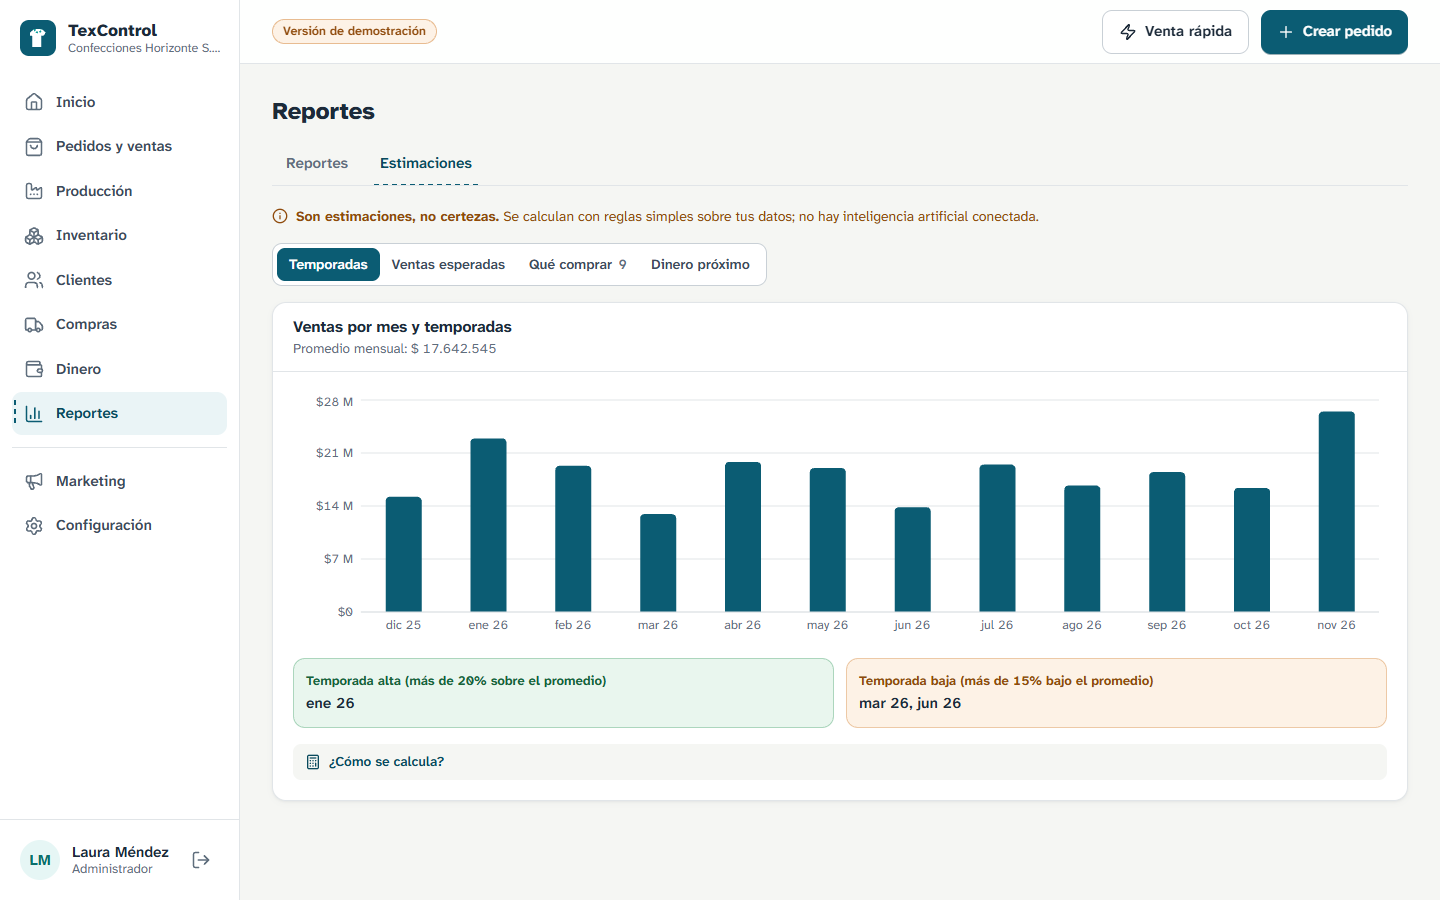 TexControl
Confecciones Horizonte S....
Inicio
Pedidos y ventas
Producción
Inventario
Clientes
Compras
Dinero
Reportes
Marketing
Configuración
LM
Laura Méndez
Administrador
Versión de demostración
Venta rápida
Crear pedido
Reportes
Reportes
Estimaciones
Son estimaciones, no certezas. Se calculan con reglas simples sobre tus datos; no hay inteligencia artificial conectada.
Temporadas
Ventas esperadas
Qué comprar 9
Dinero próximo
Ventas por mes y temporadas
Promedio mensual: $ 17.642.545
$28 M
$21 M
$14 M
$7 M
$0
dic 25
ene 26
feb 26
mar 26
abr 26
may 26
jun 26
jul 26
ago 26
sep 26
oct 26
nov 26
Temporada alta (más de 20% sobre el promedio)
ene 26
Temporada baja (más de 15% bajo el promedio)
mar 26, jun 26
¿Cómo se calcula?